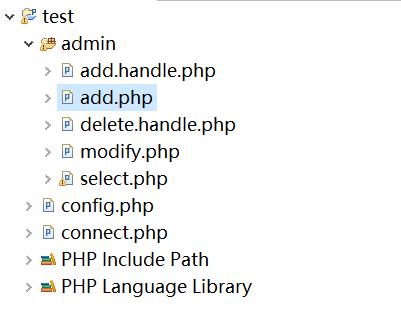 test
admin
add.handle.php
add.php
delete.handle.php
modify.php
select.php
config.php
connect.php
PHP Include Path
PHP Language Library